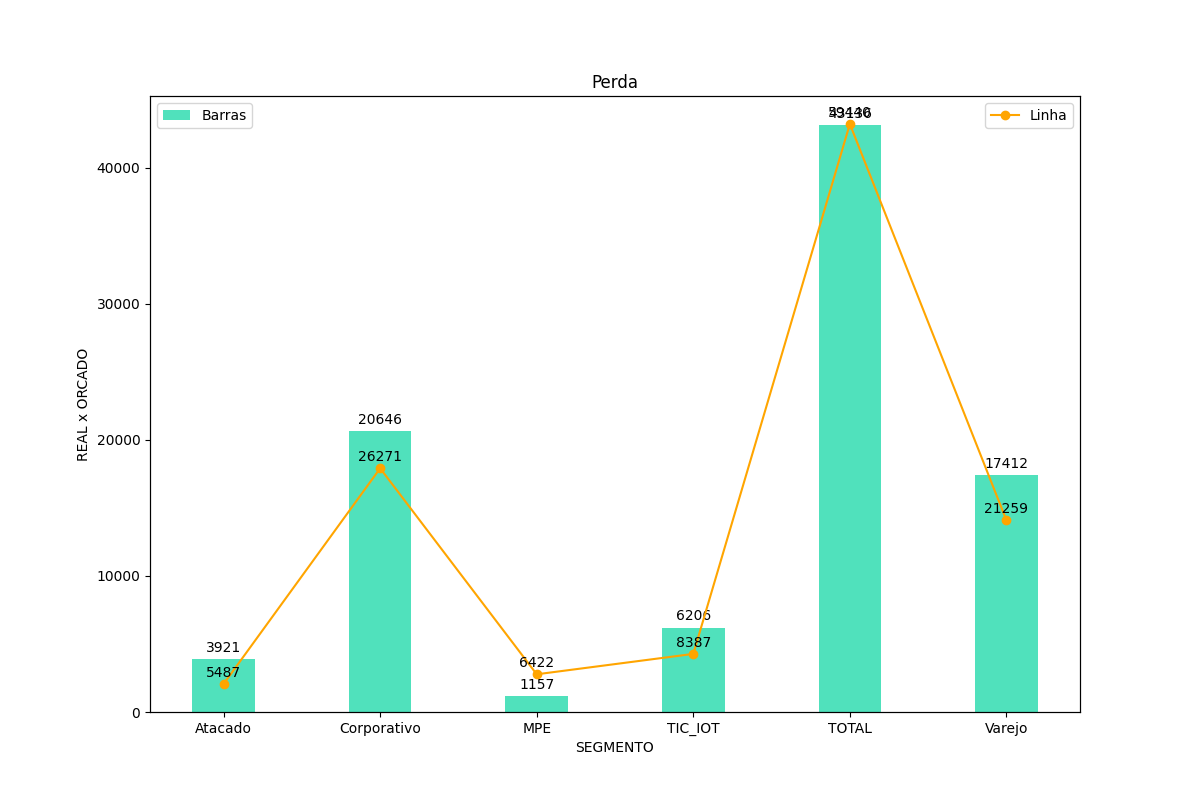 Perda
Barras
Linha
REAL x ORCADO
40000
30000
20000
10000
0
3921
5487
20646
26271
6422
1157
6206
8387
43136
17412
21259
Atacado
Corporativo
MPE
TIC_IOT
TOTAL
Varejo
SEGMENTO